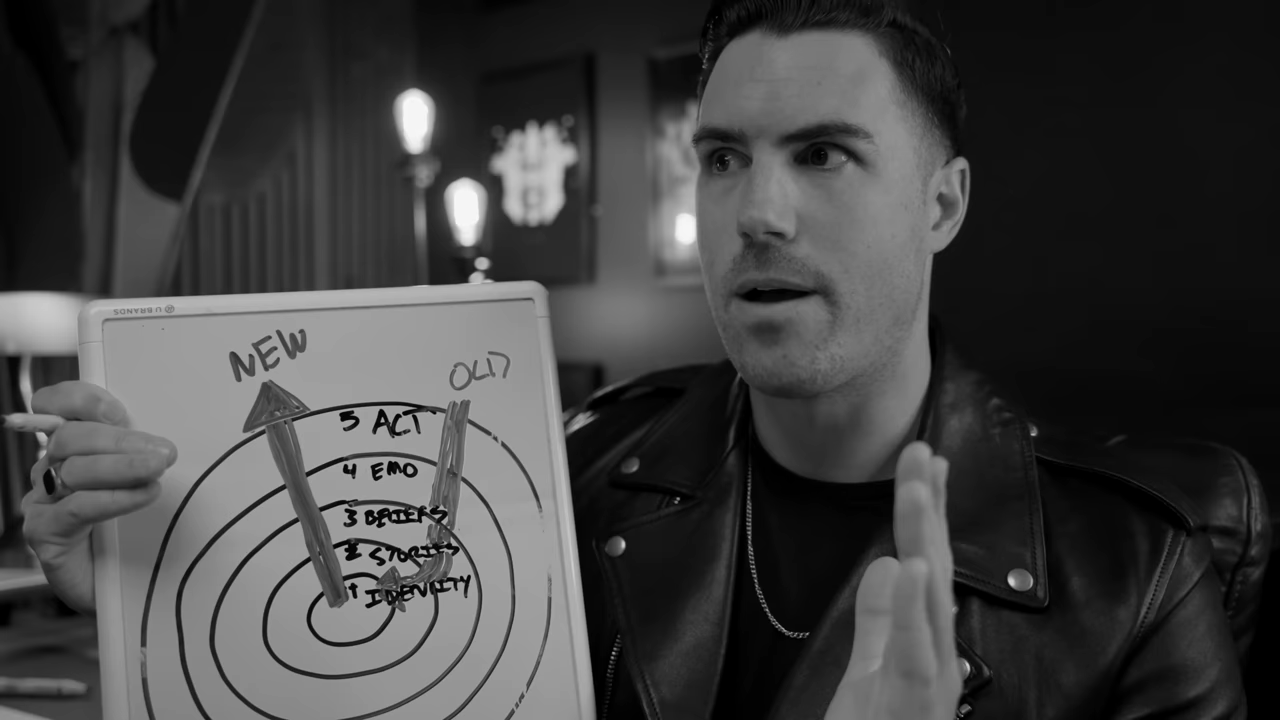 U BRANDS
NEW
OLD
5 ACT
4 EMO
3 BELIEFS
2 STORIES
1 IDENTITY